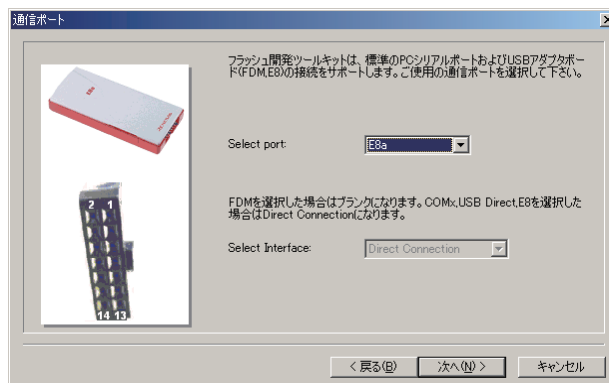 通信ポート
フラッシュ開発ツールキットは、標準のPCシリアルポートおよびUSBアダプタボー
ド(FDM,E8)の接続をサポートします。ご使用の通信ポートを選択して下さい。
E8a
Select port:
E8a
FDMを選択した場合はブランクになります。COMx,USB Direct,E8を選択した
場合はDirect Connectionになります。
2 1
Select Interface:
Direct Connection
14 13
< 戻る(B)
次へ(N) >
キャンセル